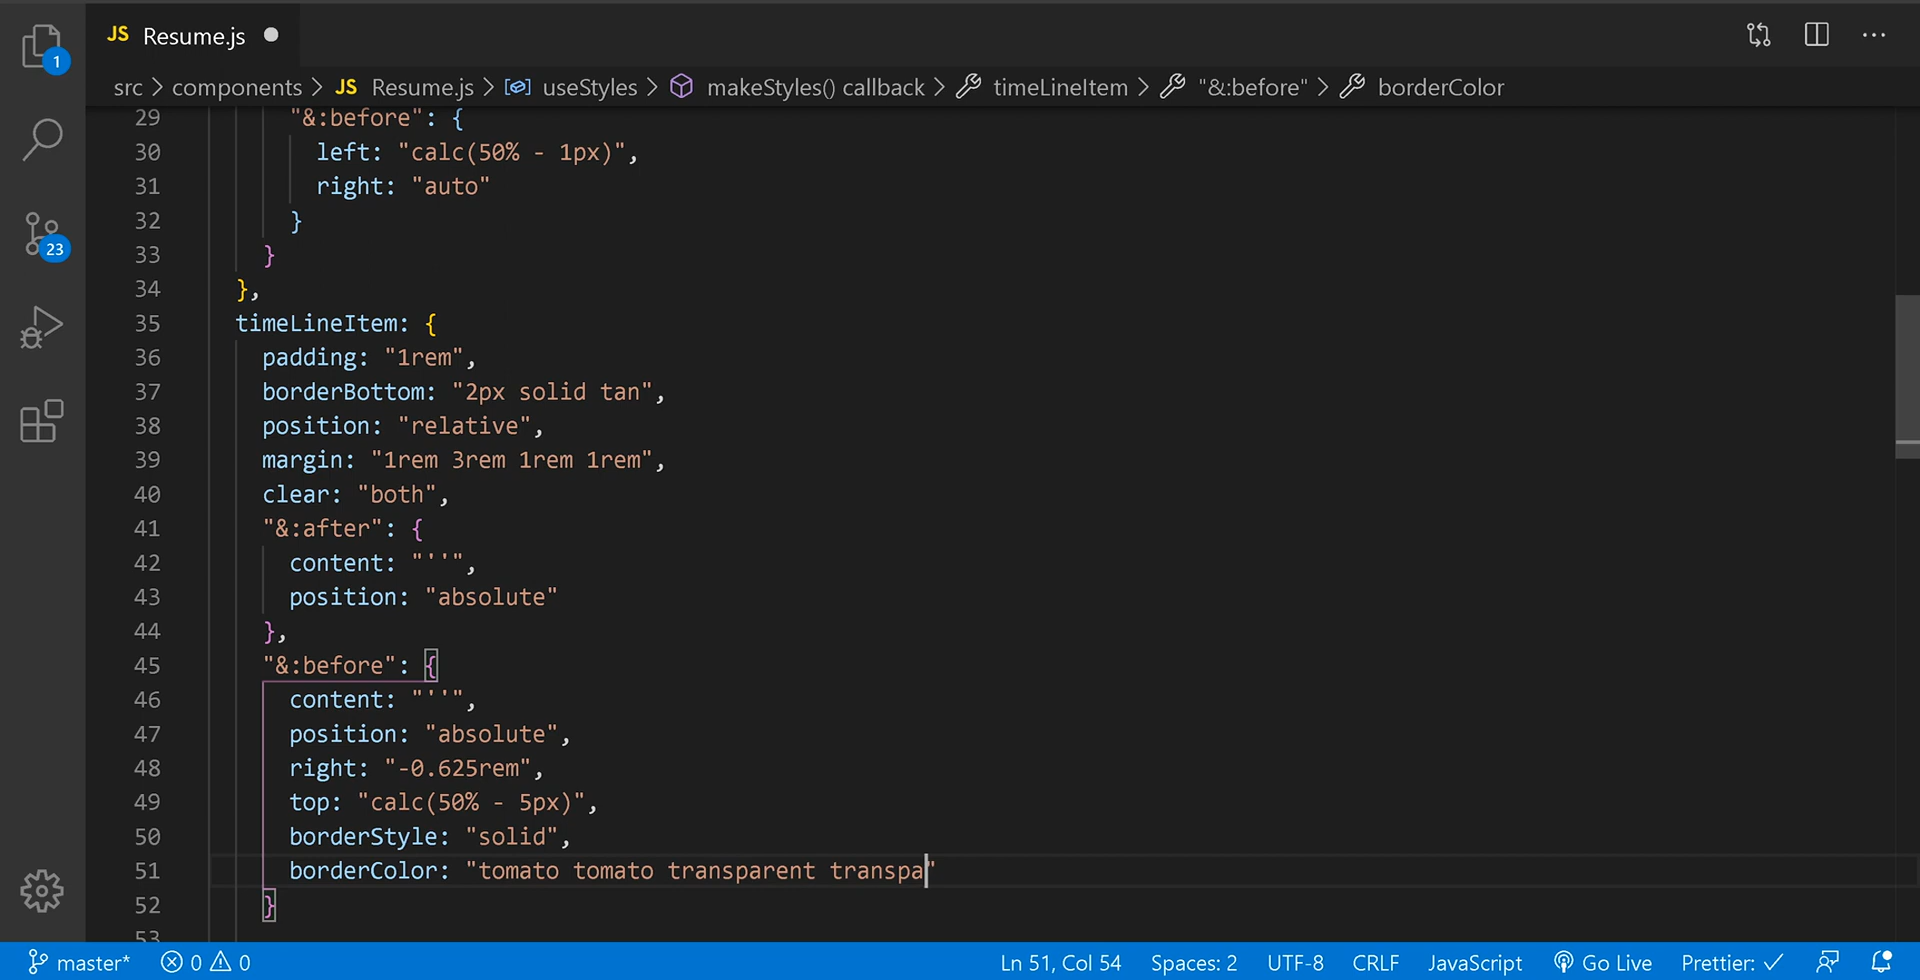 JS Resume.js
src > components > JS Resume.js > useStyles > makeStyles() callback > timeLineItem > "&:before" > borderColor
1
23
29 "&:before": {
30 left: "calc(50% - 1px)",
31 right: "auto"
32 }
33 }
34 },
35 timeLineItem: {
36 padding: "1rem",
37 borderBottom: "2px solid tan",
38 position: "relative",
39 margin: "1rem 3rem 1rem 1rem",
40 clear: "both",
41 "&:after": {
42 content: "''",
43 position: "absolute"
44 },
45 "&:before": {
46 content: "''",
47 position: "absolute",
48 right: "-0.625rem",
49 top: "calc(50% - 5px)",
50 borderStyle: "solid",
51 borderColor: "tomato tomato transparent transpa"
52 }
53
master* 0 0 Ln 51, Col 54 Spaces: 2 UTF-8 CRLF JavaScript Go Live Prettier: ✓